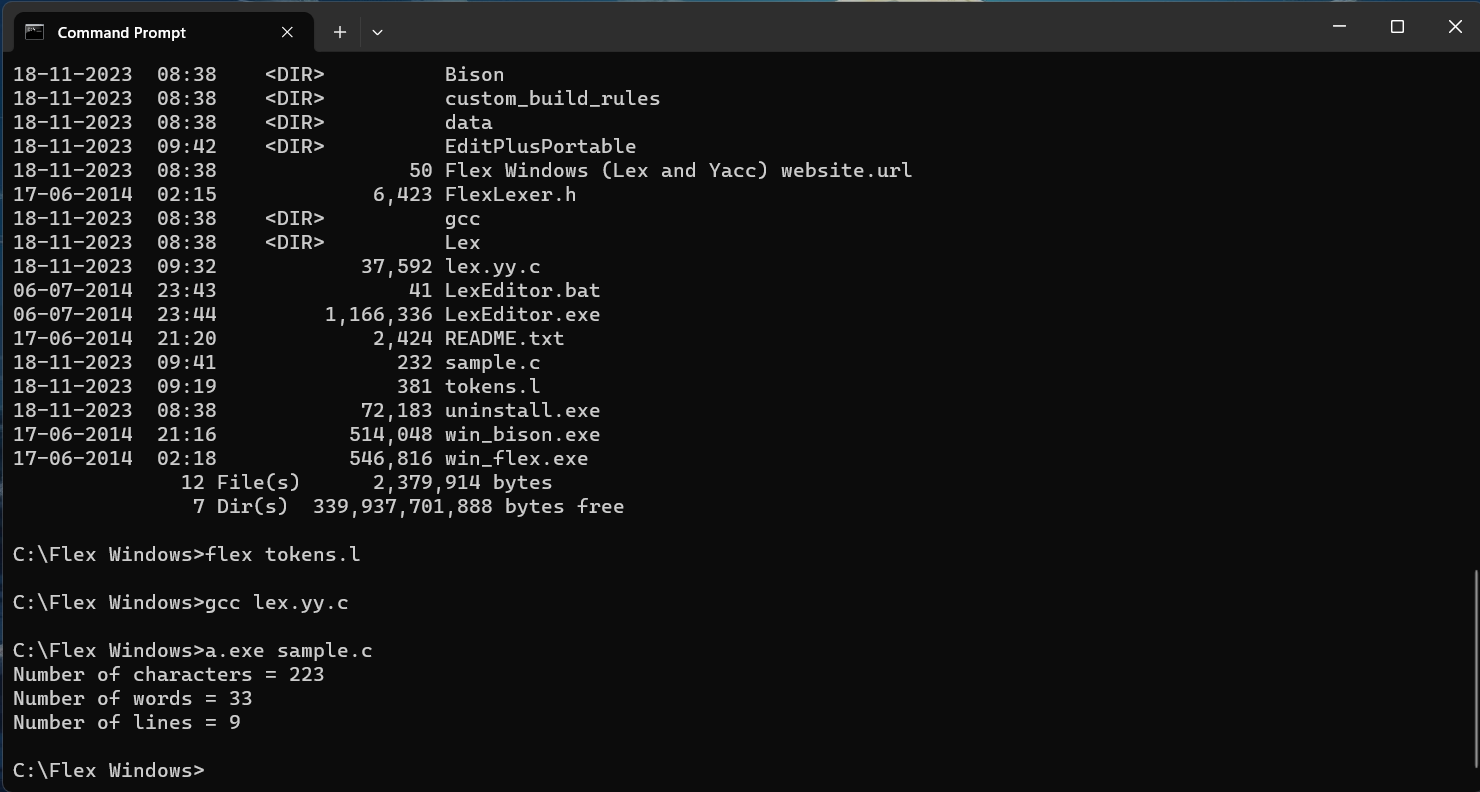 Command Prompt
18-11-2023  08:38    <DIR>          Bison
18-11-2023  08:38    <DIR>          custom_build_rules
18-11-2023  08:38    <DIR>          data
18-11-2023  09:42    <DIR>          EditPlusPortable
18-11-2023  08:38                50 Flex Windows (Lex and Yacc) website.url
17-06-2014  02:15             6,423 FlexLexer.h
18-11-2023  08:38    <DIR>          gcc
18-11-2023  08:38    <DIR>          Lex
18-11-2023  09:32            37,592 lex.yy.c
06-07-2014  23:43                41 LexEditor.bat
06-07-2014  23:44         1,166,336 LexEditor.exe
17-06-2014  21:20             2,424 README.txt
18-11-2023  09:41               232 sample.c
18-11-2023  09:19               381 tokens.l
18-11-2023  08:38            72,183 uninstall.exe
17-06-2014  21:16           514,048 win_bison.exe
17-06-2014  02:18           546,816 win_flex.exe
              12 File(s)      2,379,914 bytes
               7 Dir(s)  339,937,701,888 bytes free
C:\Flex Windows>flex tokens.l
C:\Flex Windows>gcc lex.yy.c
C:\Flex Windows>a.exe sample.c
Number of characters = 223
Number of words = 33
Number of lines = 9
C:\Flex Windows>